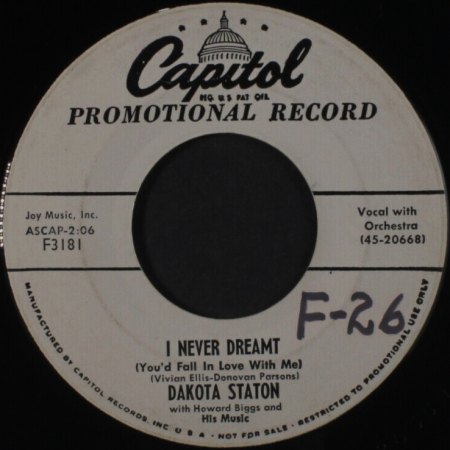 Capitol
REG. U.S. PAT. OFF.
PROMOTIONAL RECORD
Joy Music, Inc.
ASCAP-2:06
F3181
Vocal with
Orchestra
(45-20668)
F-26
I NEVER DREAMT
(You'd Fall In Love With Me)
(Vivian Ellis-Donovan Parsons)
DAKOTA STATON
with Howard Biggs and
His Music
MANUFACTURED BY CAPITOL RECORDS, INC. U S A • NOT FOR SALE • RESTRICTED TO PROMOTIONAL USE ONLY